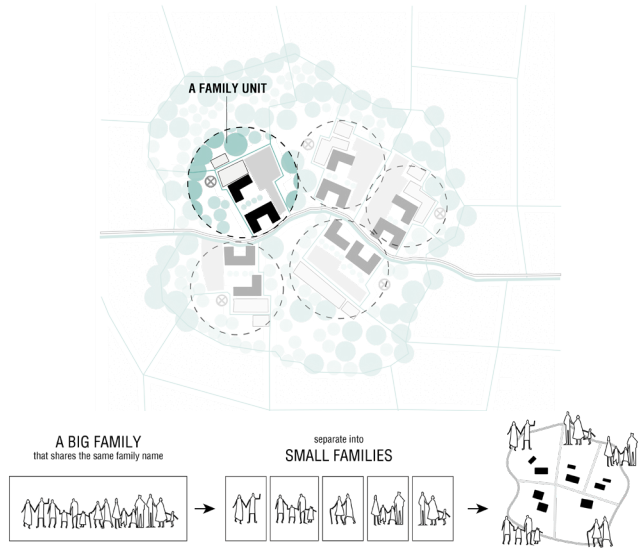 A FAMILY UNIT
A BIG FAMILY
that shares the same family name
separate into
SMALL FAMILIES